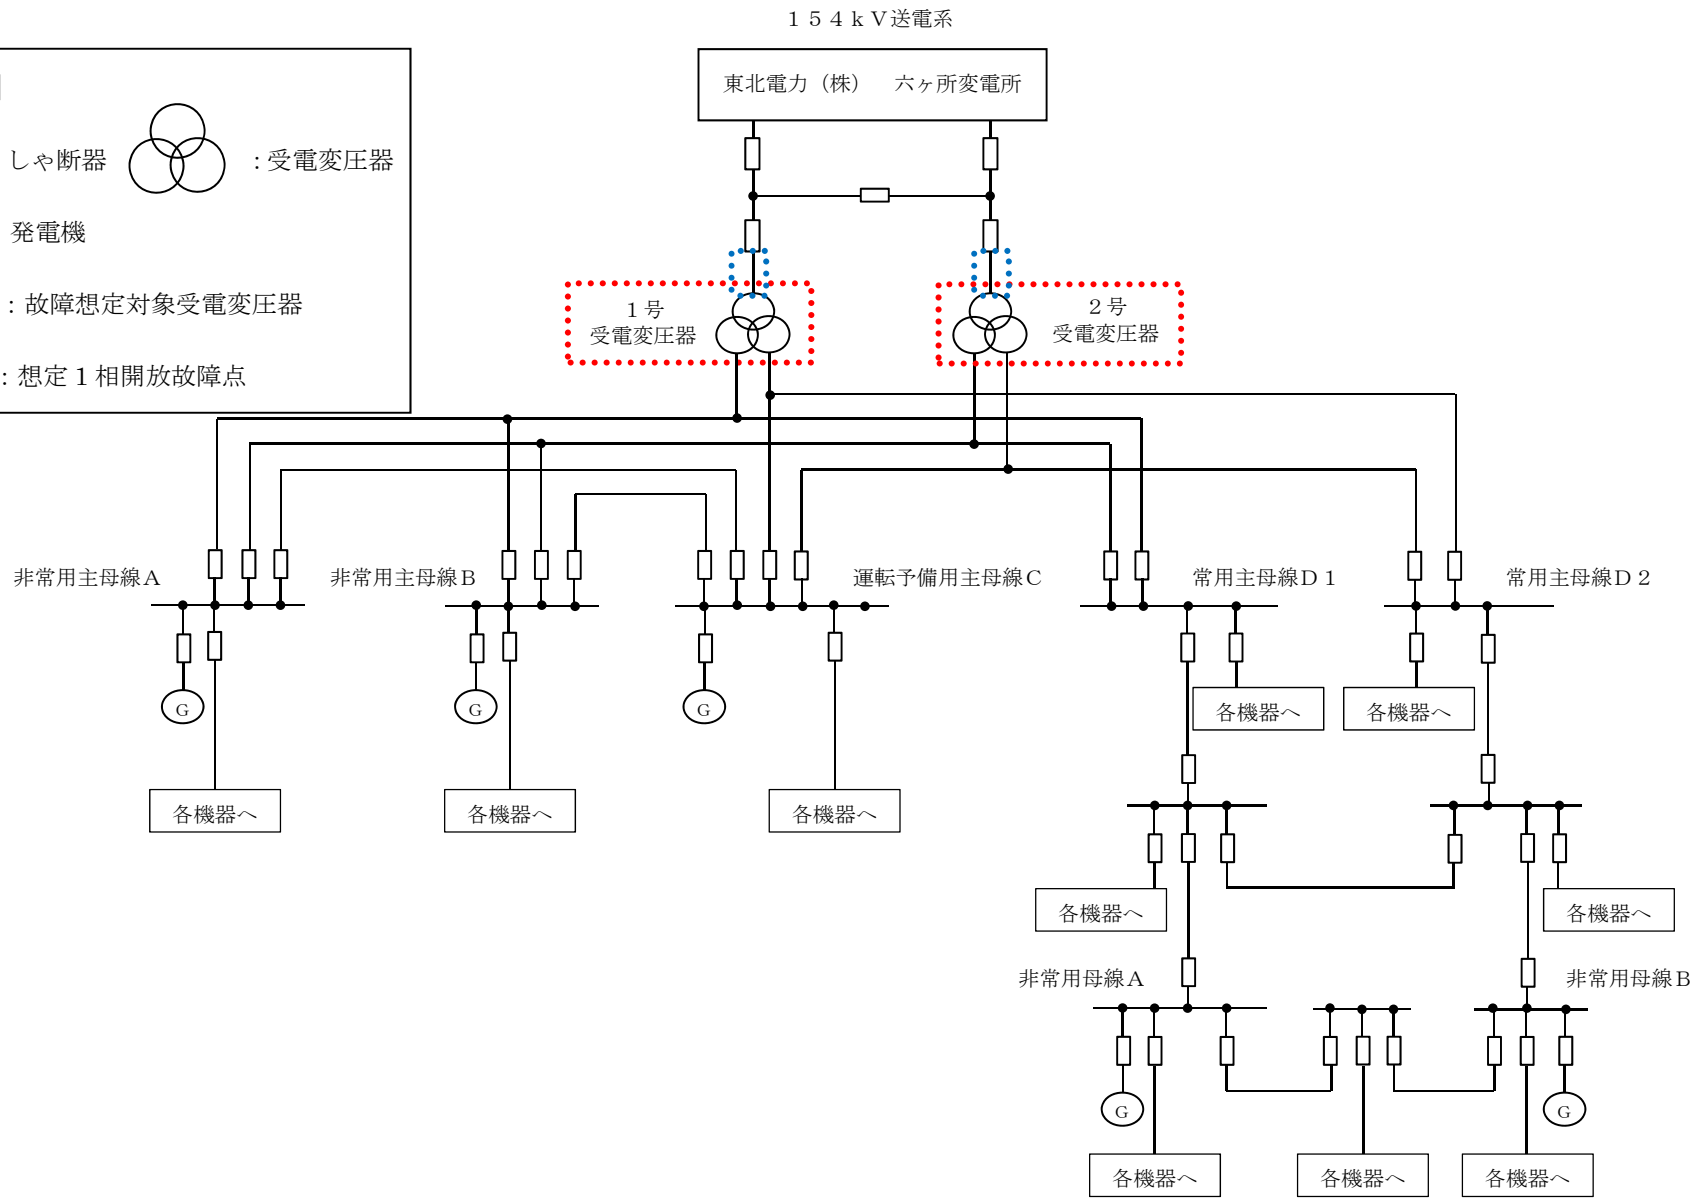 １５４ｋＶ送電系
東北電力（株）　六ヶ所変電所
しゃ断器
：受電変圧器
発電機
：故障想定対象受電変圧器
：想定１相開放故障点
１号
受電変圧器
２号
受電変圧器
非常用主母線Ａ
非常用主母線Ｂ
運転予備用主母線Ｃ
常用主母線Ｄ１
常用主母線Ｄ２
G
G
G
各機器へ
各機器へ
各機器へ
各機器へ
各機器へ
各機器へ
各機器へ
非常用母線Ａ
非常用母線Ｂ
G
G
各機器へ
各機器へ
各機器へ